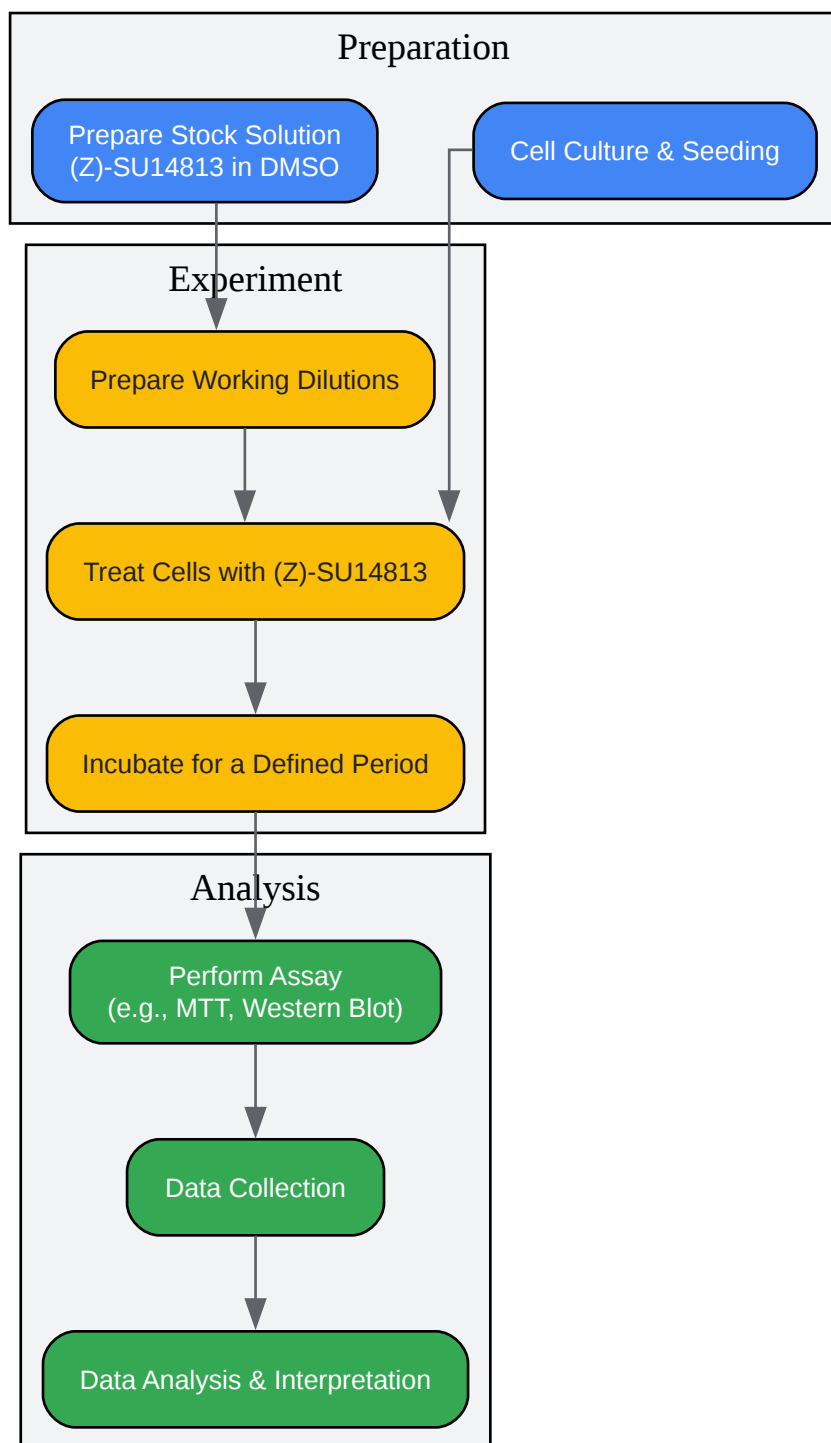 Preparation
Prepare Stock Solution
(Z)-SU14813 in DMSO
Cell Culture & Seeding
Experiment
Prepare Working Dilutions
Treat Cells with (Z)-SU14813
Incubate for a Defined Period
Analysis
Perform Assay
(e.g., MTT, Western Blot)
Data Collection
Data Analysis & Interpretation